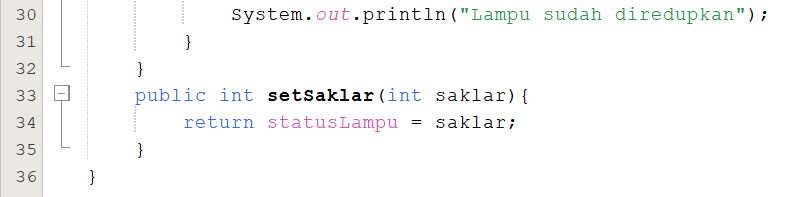 30 System.out.println("Lampu sudah diredupkan");
31 }
32 }
33 public int setSaklar(int saklar){
34 return statusLampu = saklar;
35 }
36 }